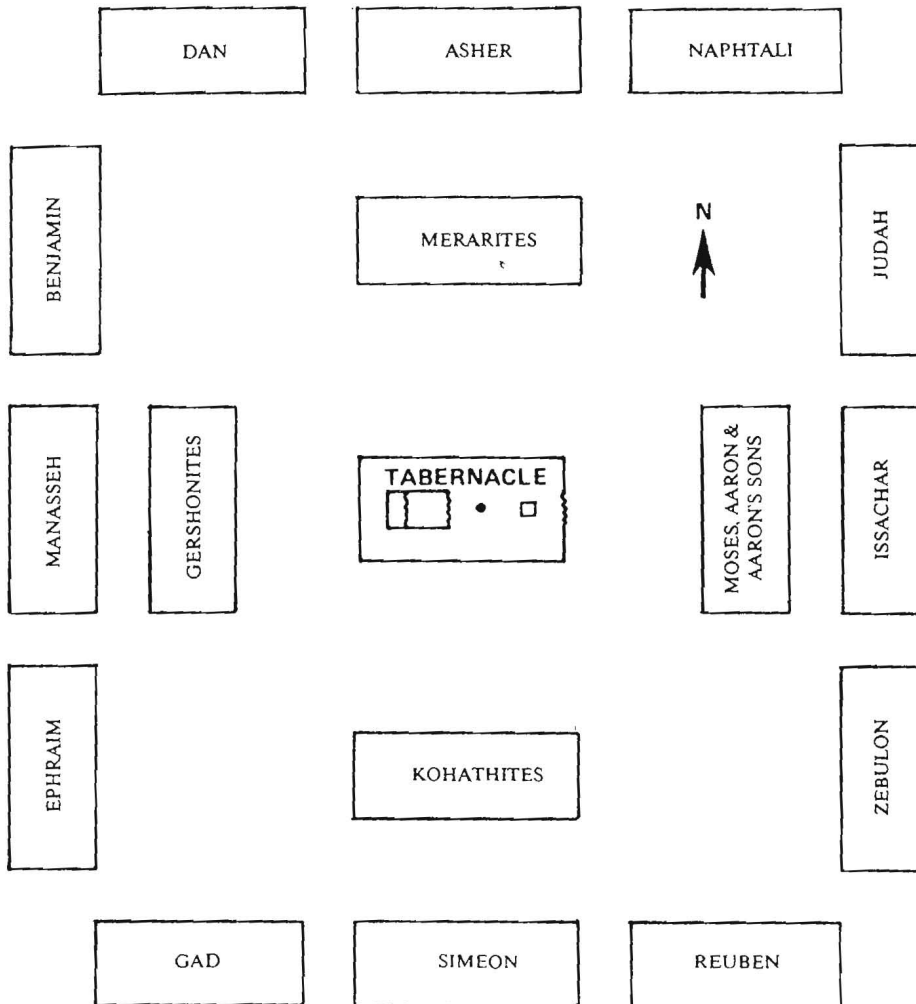 DAN
ASHER
NAPHTALI
BENJAMIN
MERARITES
N
JUDAH
MANASSEH
GERSHONITES
TABERNACLE
MOSES, AARON &
AARON'S SONS
ISSACHAR
EPHRAIM
KOHATHITES
ZEBULON
GAD
SIMEON
REUBEN